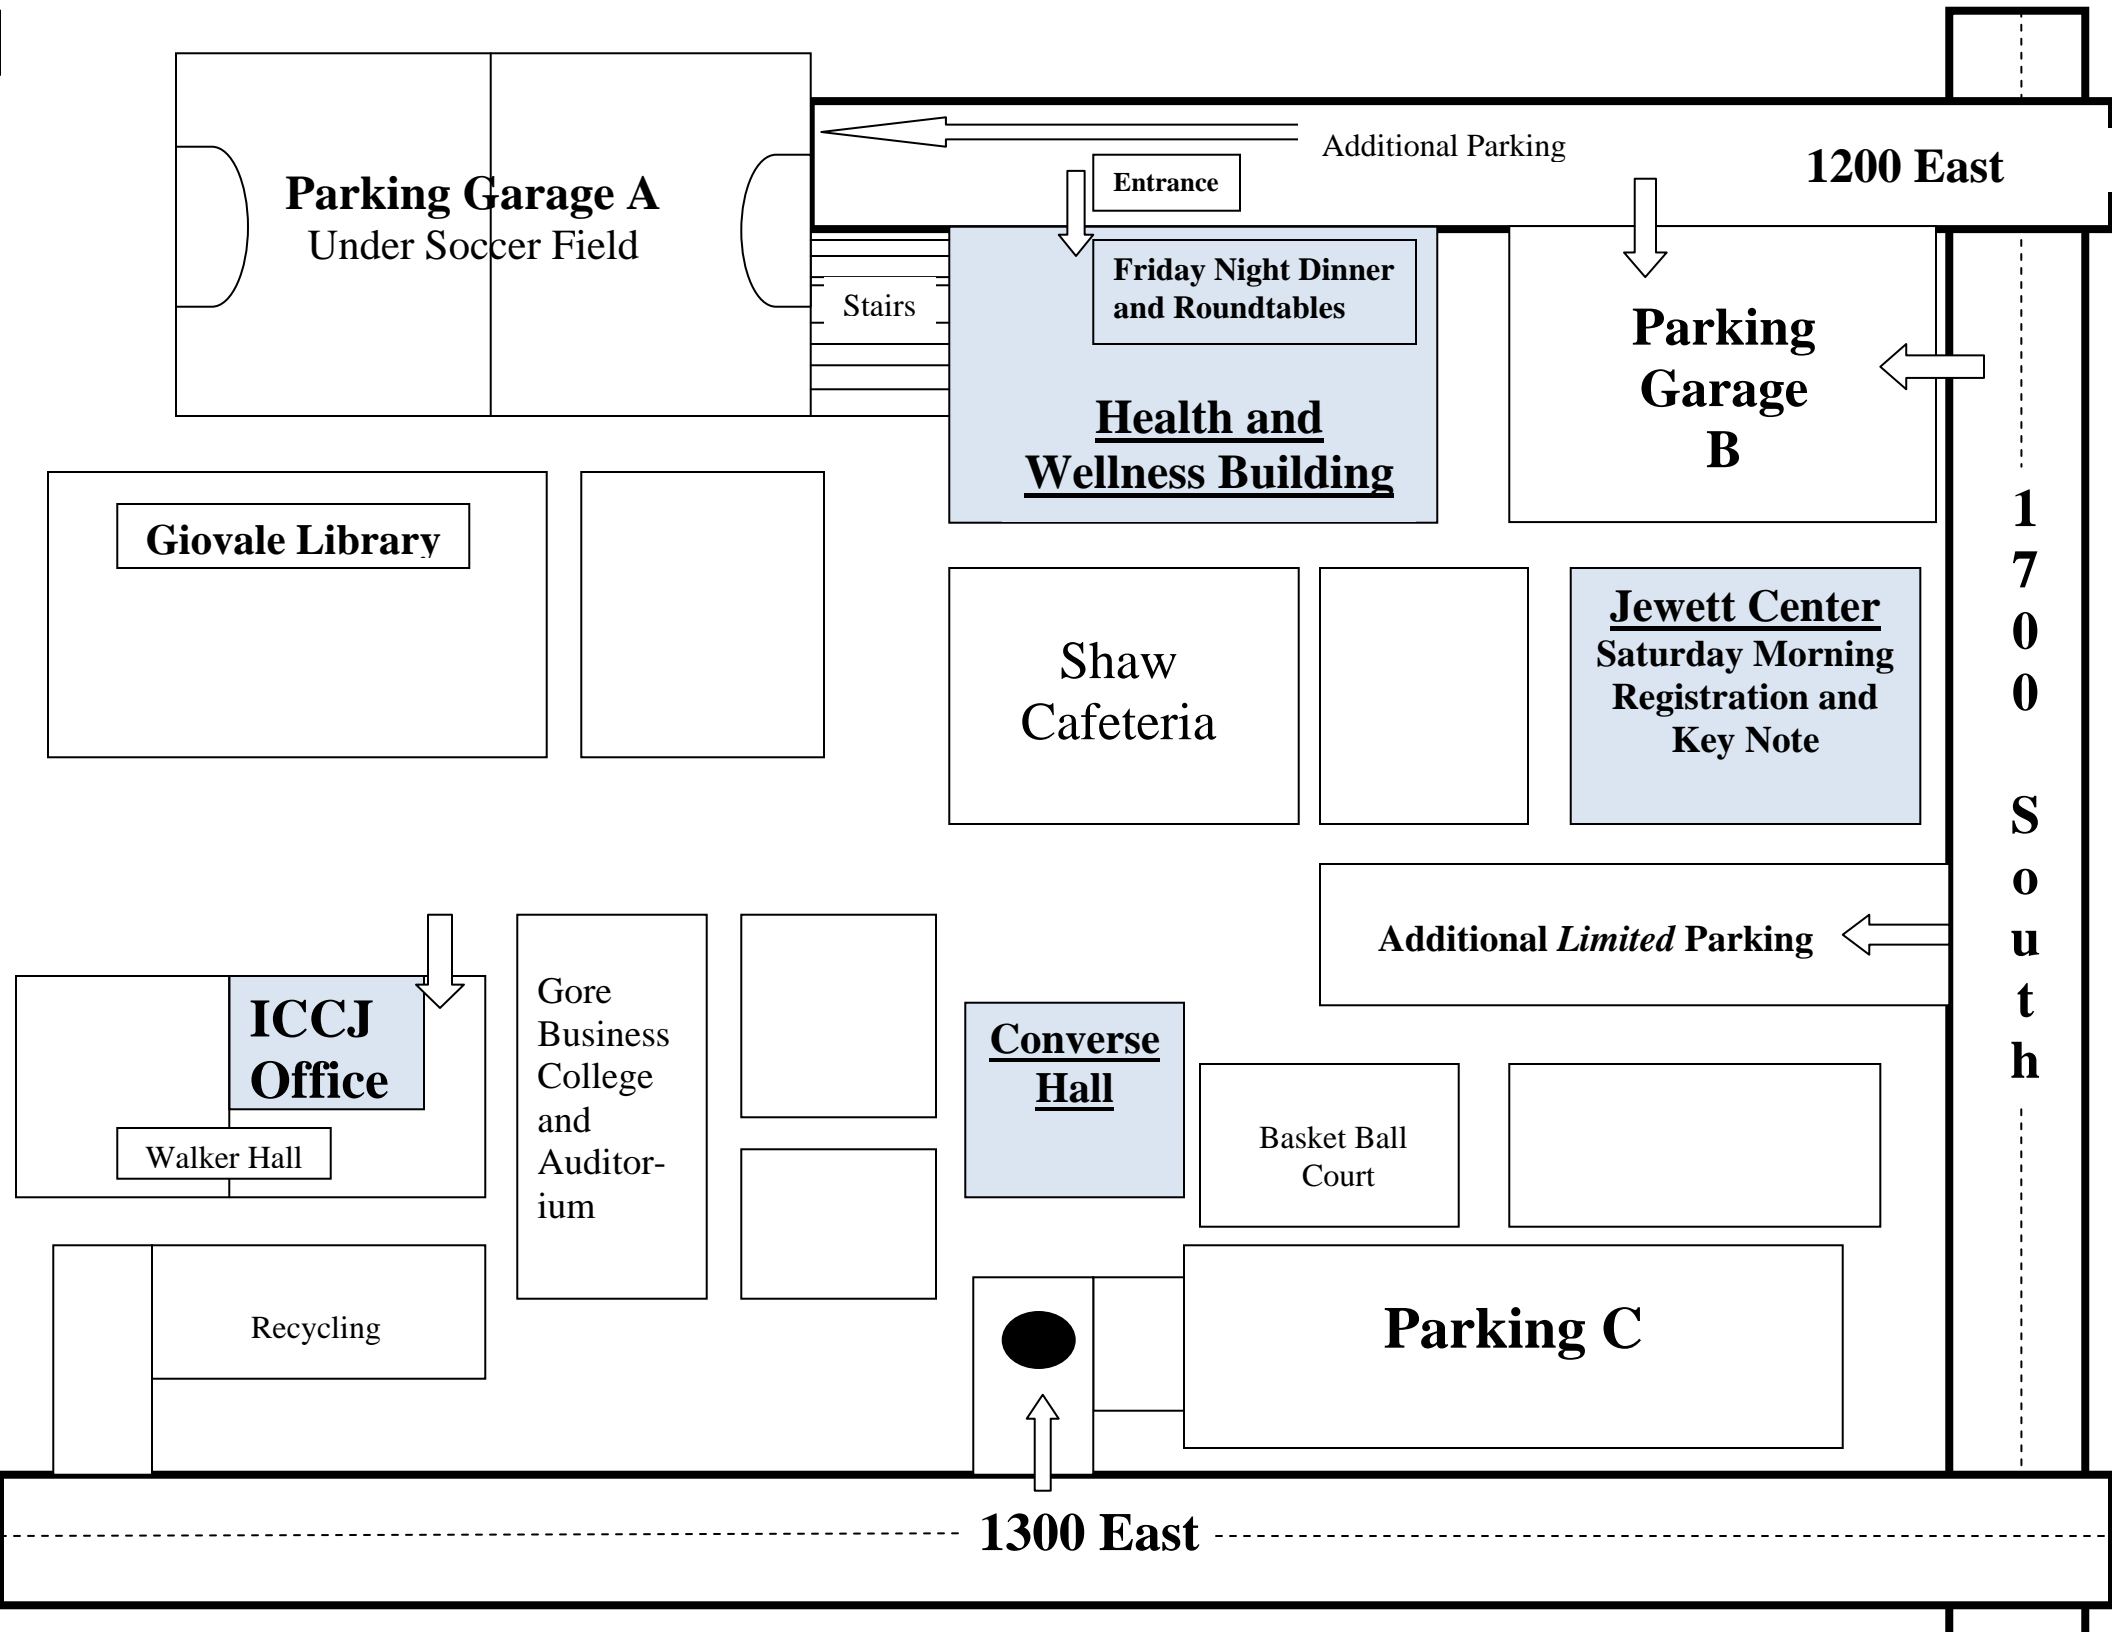 Additional Parking
1200 East
Parking Garage A
Under Soccer Field
Entrance
Stairs
Friday Night Dinner
and Roundtables
Health and
Wellness Building
Parking
Garage
B
Giovale Library
Shaw
Cafeteria
Jewett Center
Saturday Morning
Registration and
Key Note
1
7
0
0
S
o
u
t
h
Additional Limited Parking
ICCJ
Office
Walker Hall
Gore
Business
College
and
Auditor-
ium
Converse
Hall
Basket Ball
Court
Recycling
Parking C
1300 East